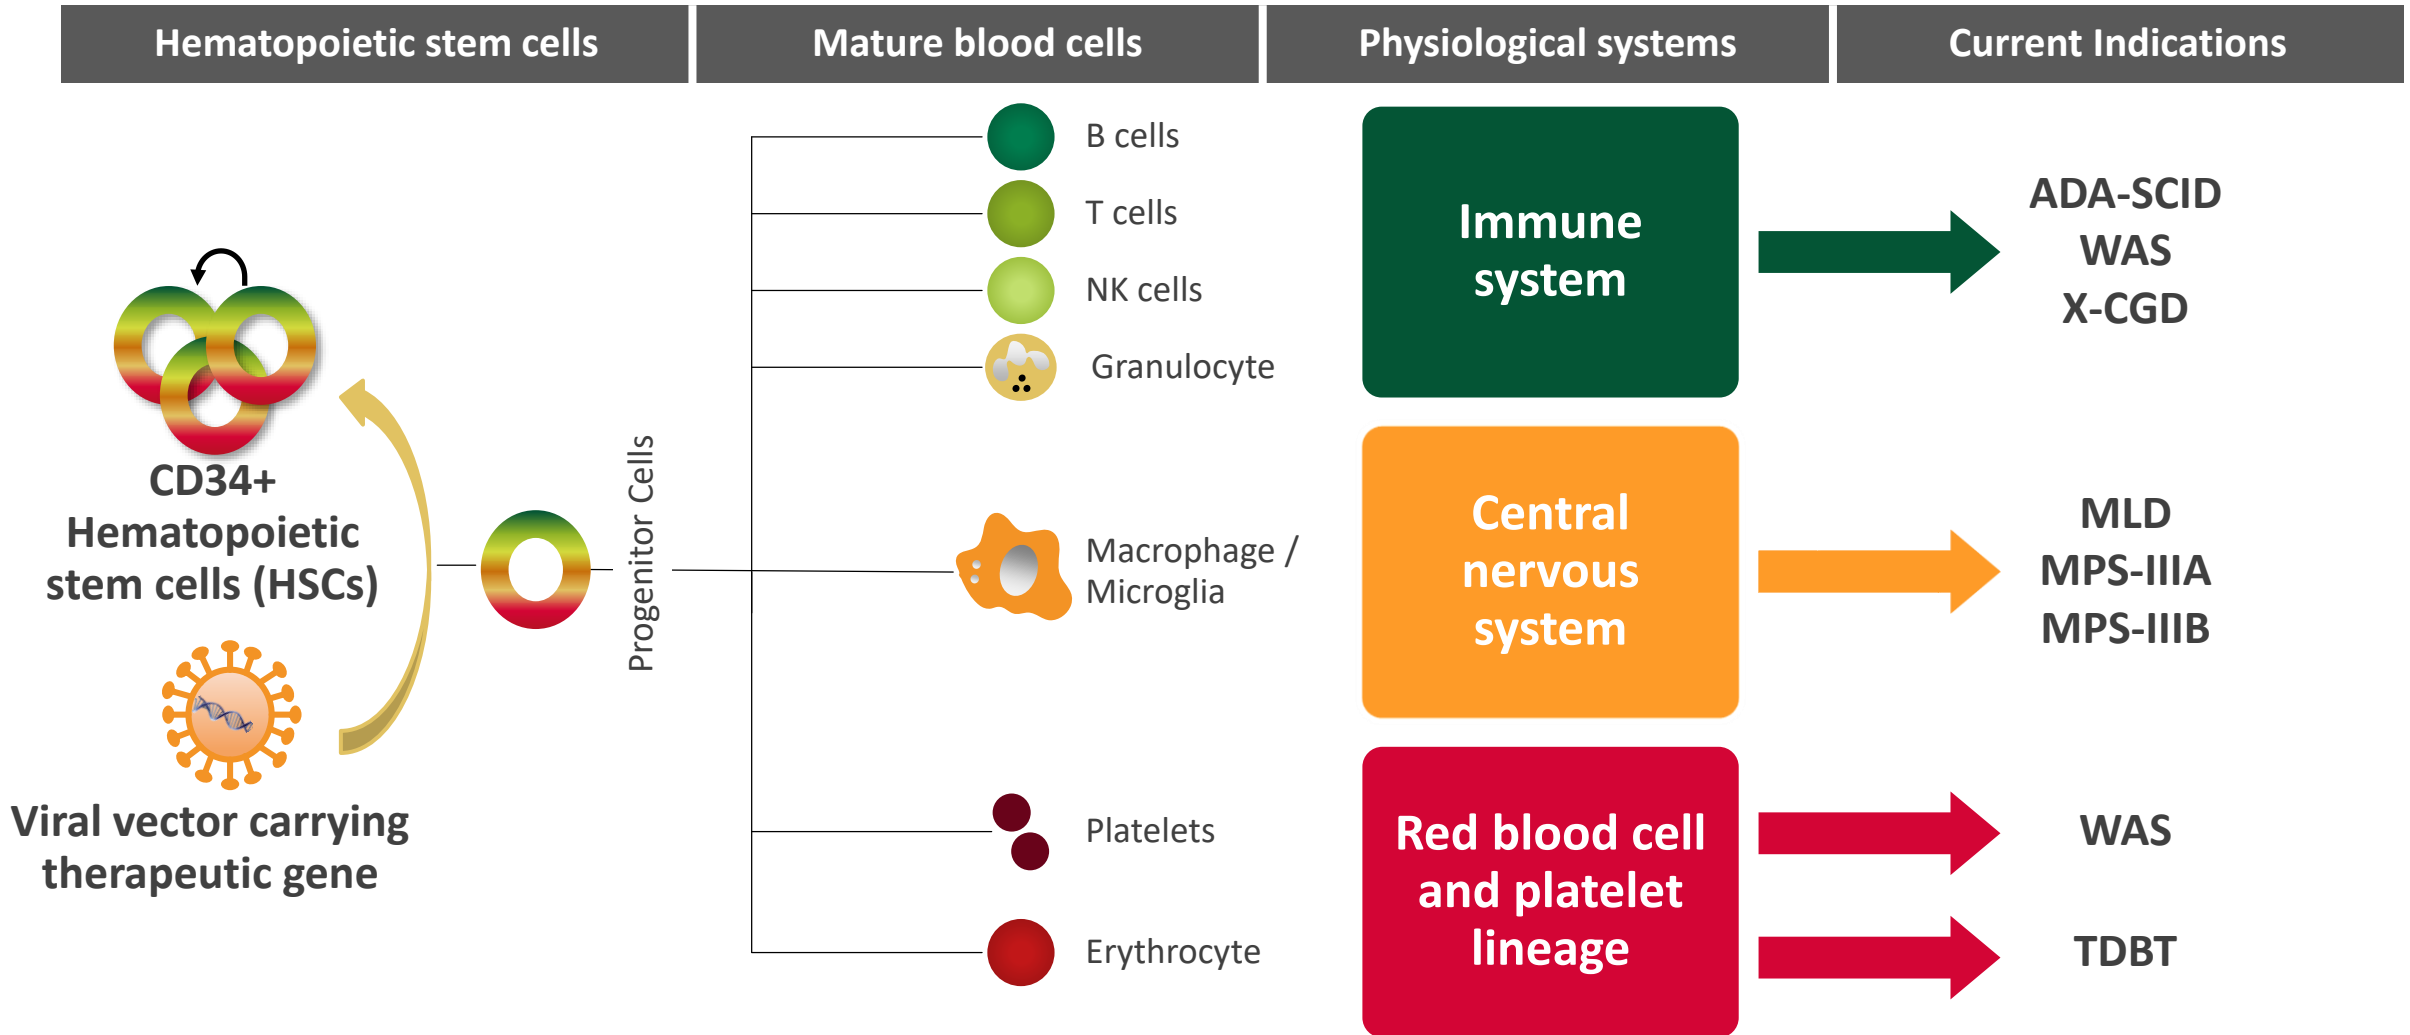 Hematopoietic stem cells
Mature blood cells
Physiological systems
Current Indications
CD34+
Hematopoietic
stem cells (HSCs)
Viral vector carrying
therapeutic gene
Progenitor Cells
B cells
T cells
NK cells
Granulocyte
Macrophage /
Microglia
Platelets
Erythrocyte
Immune
system
Central
nervous
system
Red blood cell
and platelet
lineage
ADA-SCID
WAS
X-CGD
MLD
MPS-IIIA
MPS-IIIB
WAS
TDBT